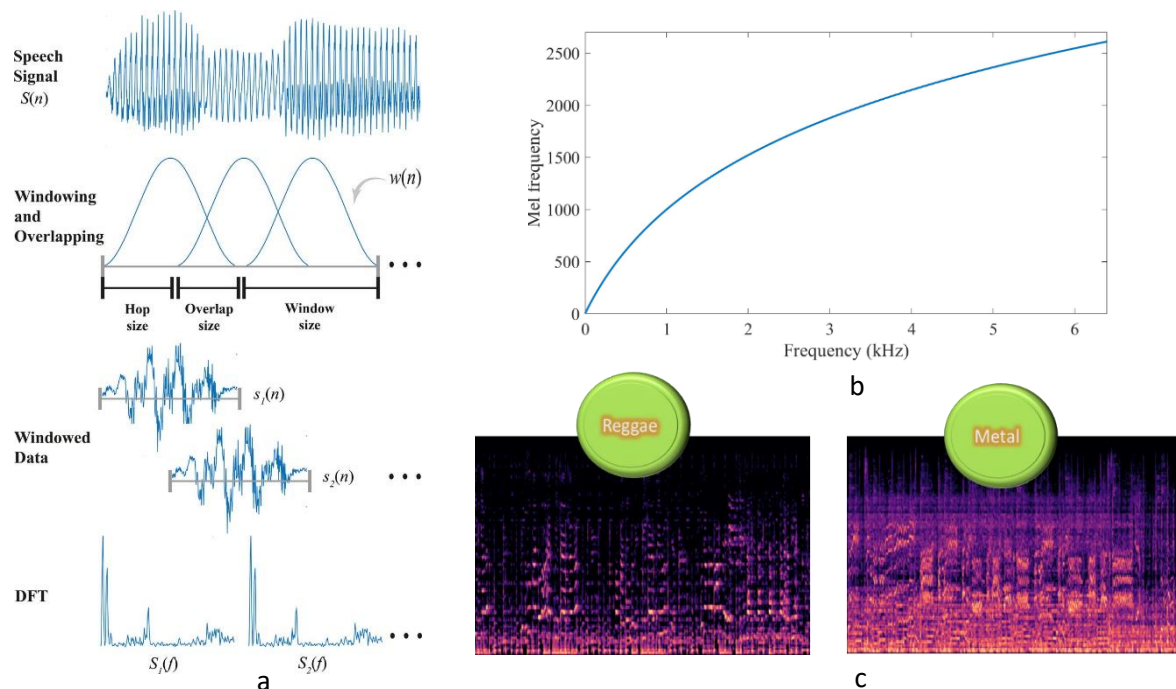 Speech
Signal
S(n)
Windowing
and
Overlapping
w(n)
Hop
size
Overlap
size
Window
size
s1(n)
Windowed
Data
s2(n)
DFT
S1(f)
S2(f)
a
Mel frequency
2500
2000
1500
1000
500
0
0 1 2 3 4 5 6
Frequency (kHz)
b
Reggae
Metal
c